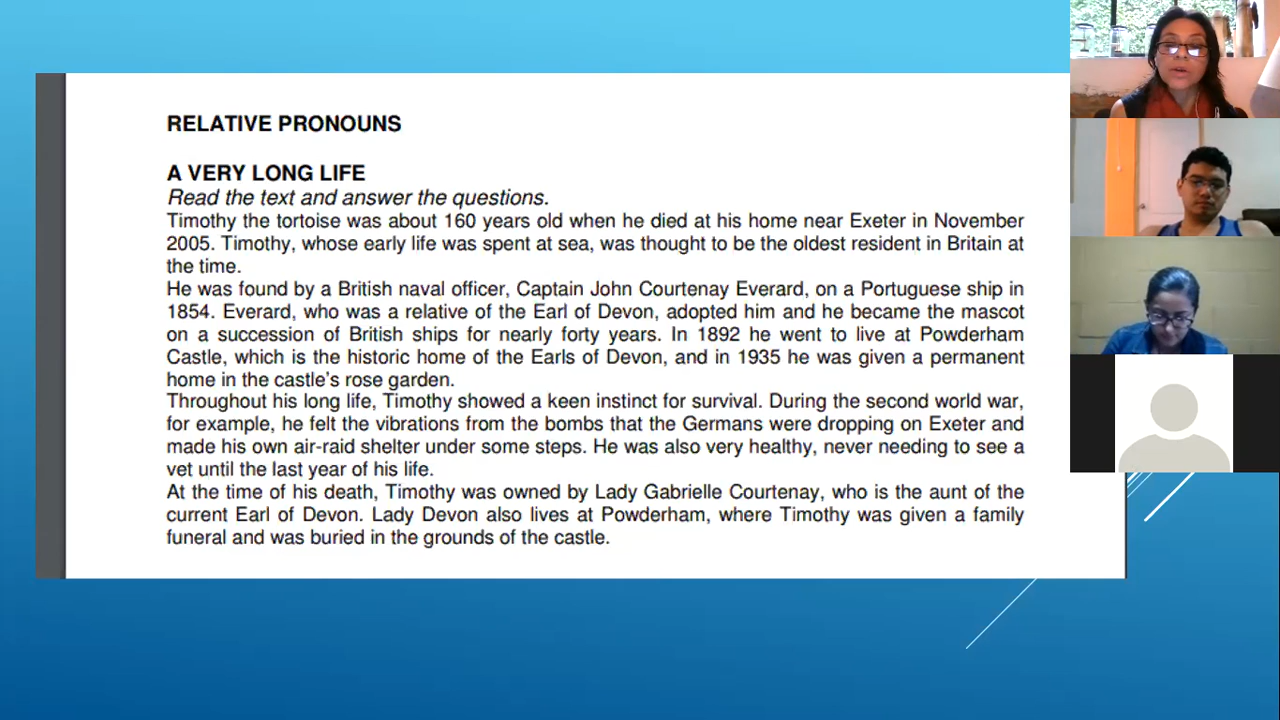 RELATIVE PRONOUNS
A VERY LONG LIFE
Read the text and answer the questions.
Timothy the tortoise was about 160 years old when he died at his home near Exeter in November
2005. Timothy, whose early life was spent at sea, was thought to be the oldest resident in Britain at
the time.
He was found by a British naval officer, Captain John Courtenay Everard, on a Portuguese ship in
1854. Everard, who was a relative of the Earl of Devon, adopted him and he became the mascot
on a succession of British ships for nearly forty years. In 1892 he went to live at Powderham
Castle, which is the historic home of the Earls of Devon, and in 1935 he was given a permanent
home in the castle's rose garden.
Throughout his long life, Timothy showed a keen instinct for survival. During the second world war,
for example, he felt the vibrations from the bombs that the Germans were dropping on Exeter and
made his own air-raid shelter under some steps. He was also very healthy, never needing to see a
vet until the last year of his life.
At the time of his death, Timothy was owned by Lady Gabrielle Courtenay, who is the aunt of the
current Earl of Devon. Lady Devon also lives at Powderham, where Timothy was given a family
funeral and was buried in the grounds of the castle.